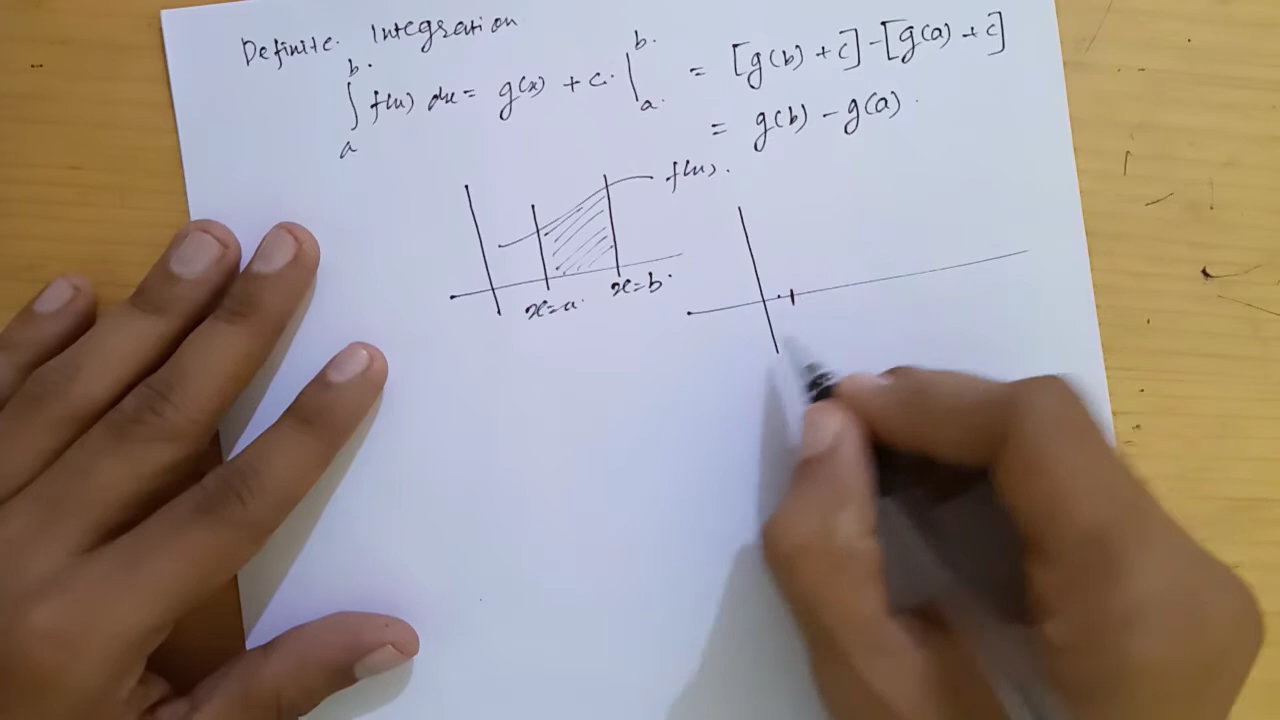 Definite. Integration
∫ₐᵇ f(x) dx = g(x) + c. |ₐᵇ = [g(b) + c] - [g(a) + c]
= g(b) - g(a).
f(x).
x=a. x=b.